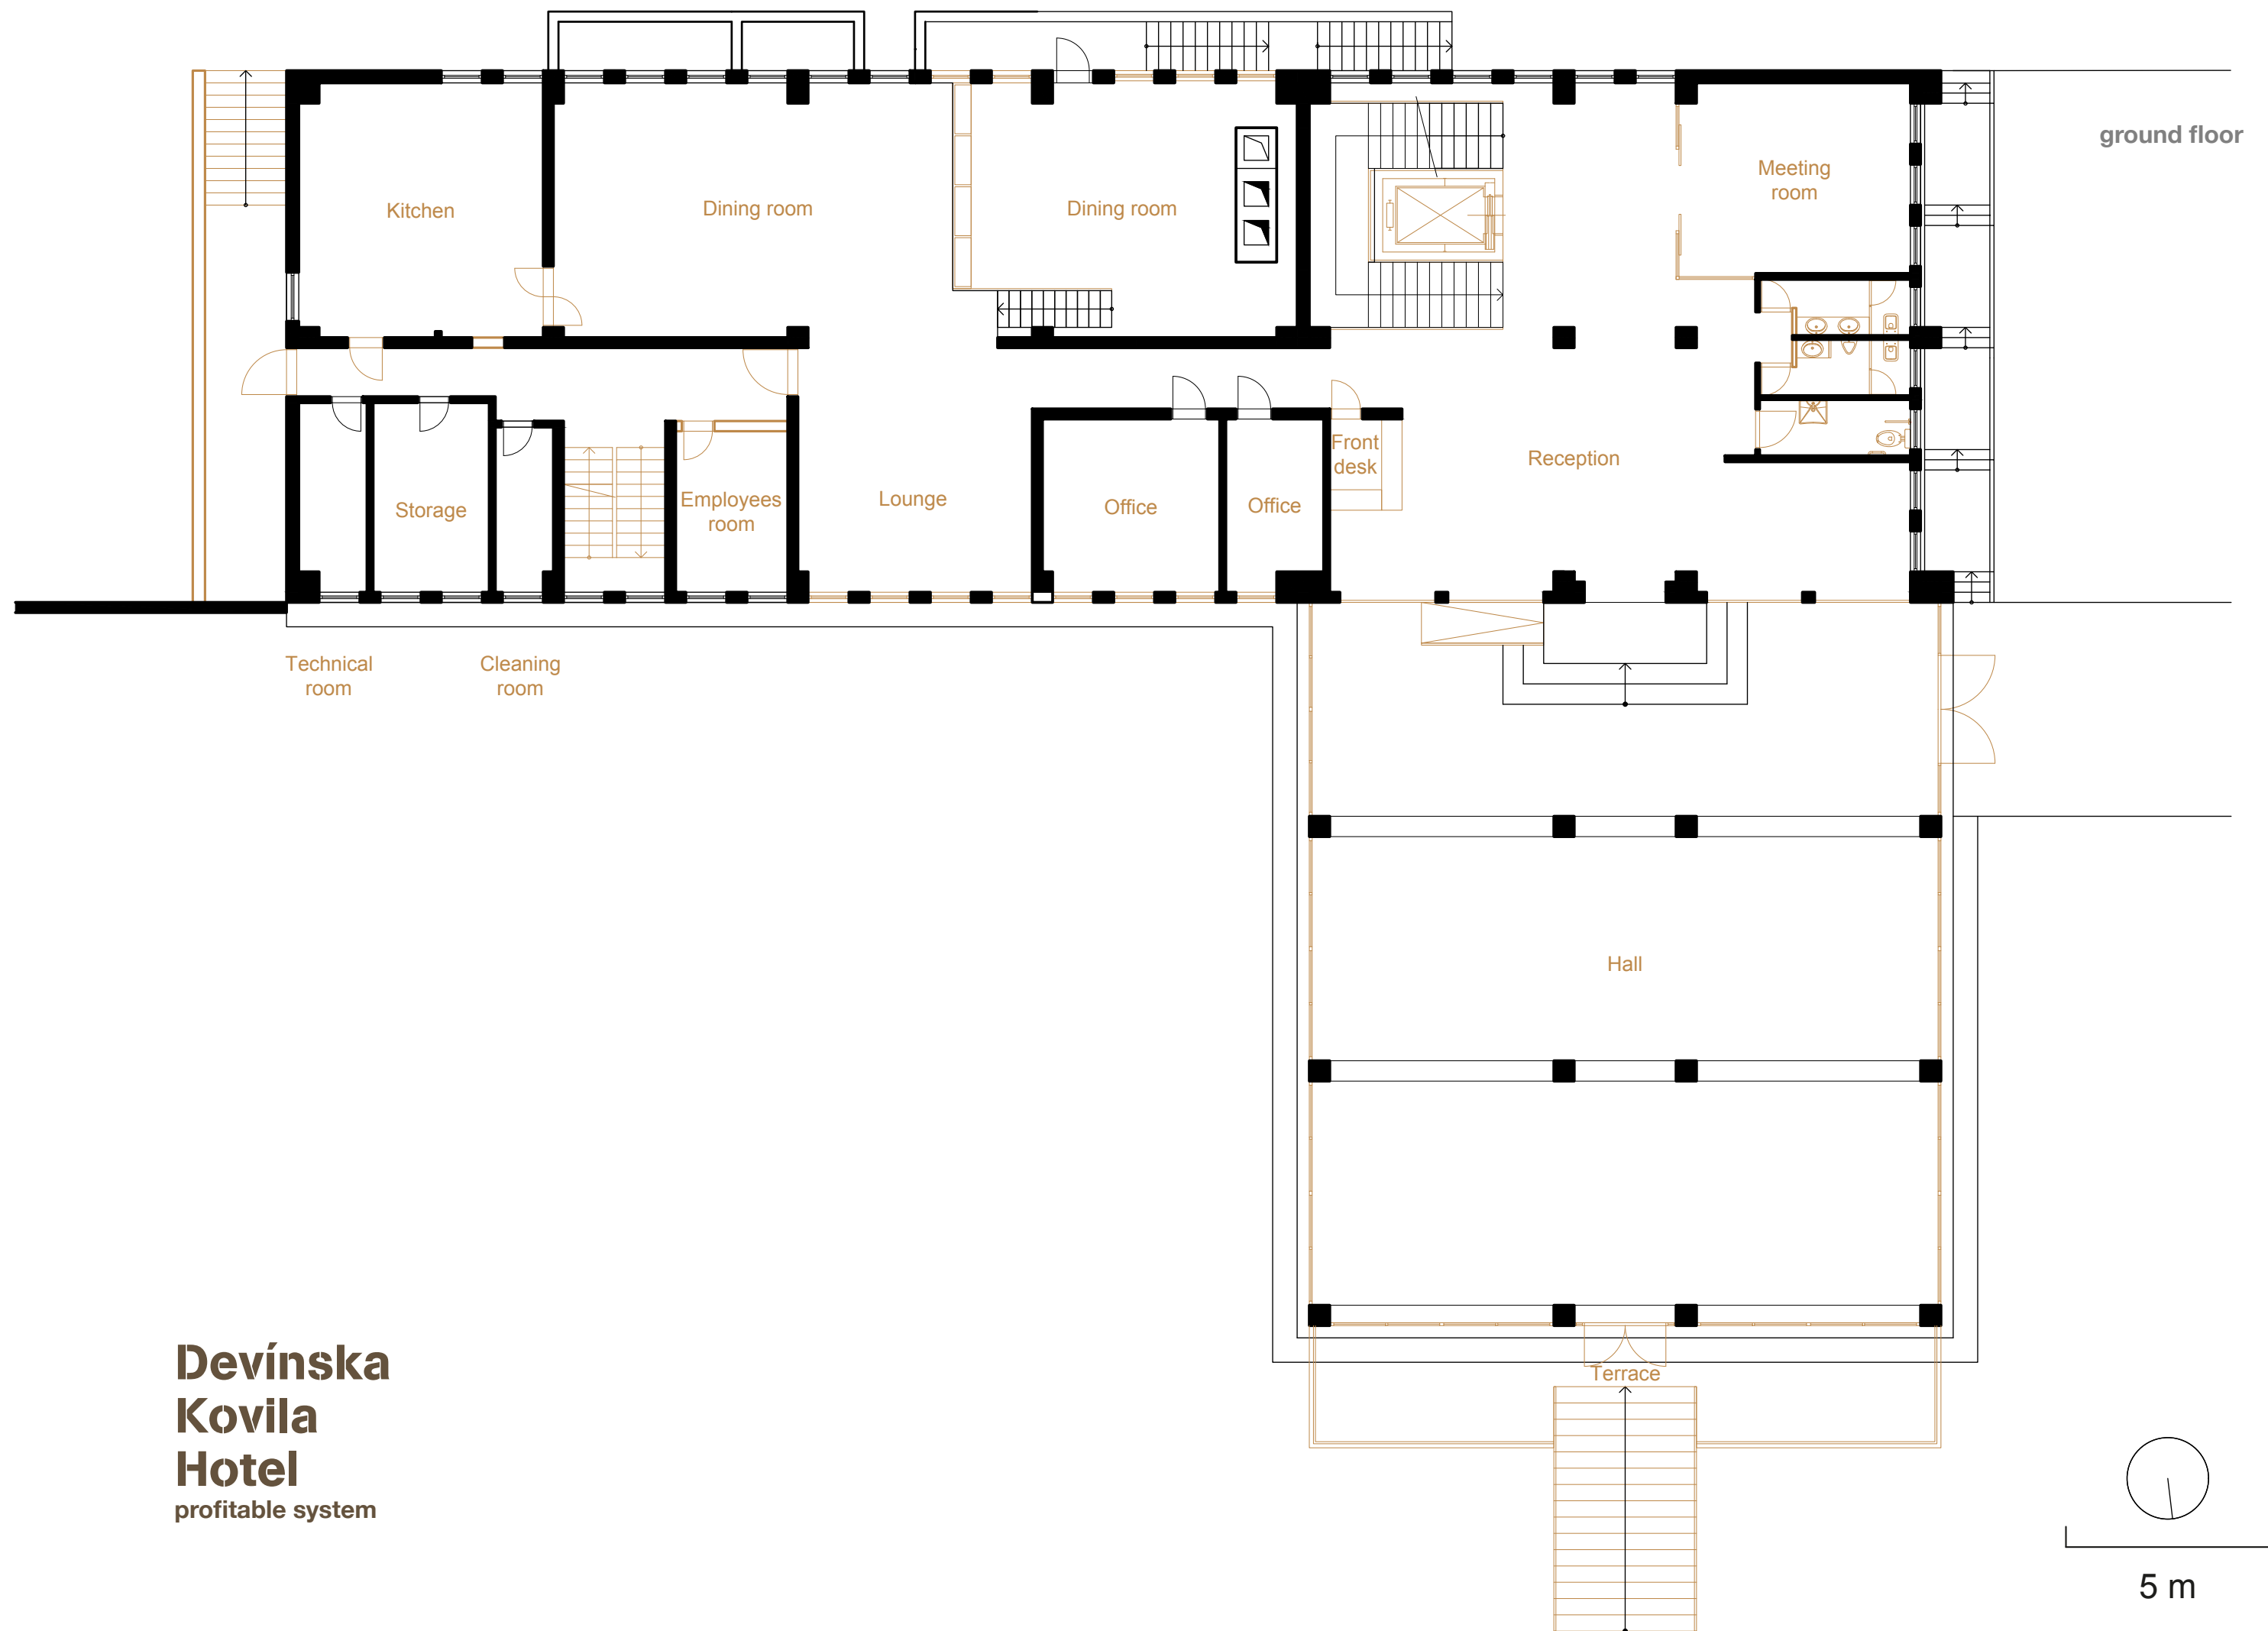 ground floor
Meeting
room
Kitchen
Dining room
Dining room
Front
desk
Reception
Storage
Employees
room
Lounge
Office
Office
Technical
room
Cleaning
room
Hall
Terrace
Devínska
Kovila
Hotel
profitable system
5 m